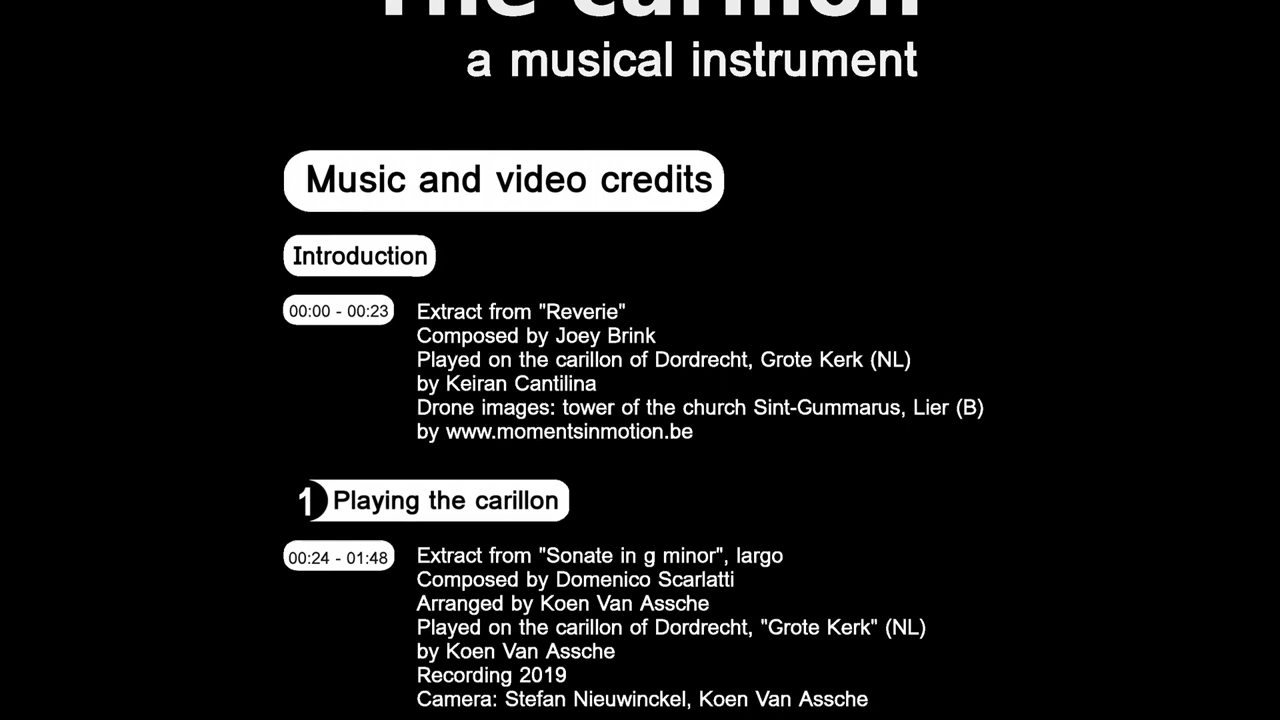 The carillon
a musical instrument
Music and video credits
Introduction
00:00 - 00:23
Extract from "Reverie"
Composed by Joey Brink
Played on the carillon of Dordrecht, Grote Kerk (NL)
by Keiran Cantilina
Drone images: tower of the church Sint-Gummarus, Lier (B)
by www.momentsinmotion.be
1 Playing the carillon
00:24 - 01:48
Extract from "Sonate in g minor", largo
Composed by Domenico Scarlatti
Arranged by Koen Van Assche
Played on the carillon of Dordrecht, "Grote Kerk" (NL)
by Koen Van Assche
Recording 2019
Camera: Stefan Nieuwinckel, Koen Van Assche